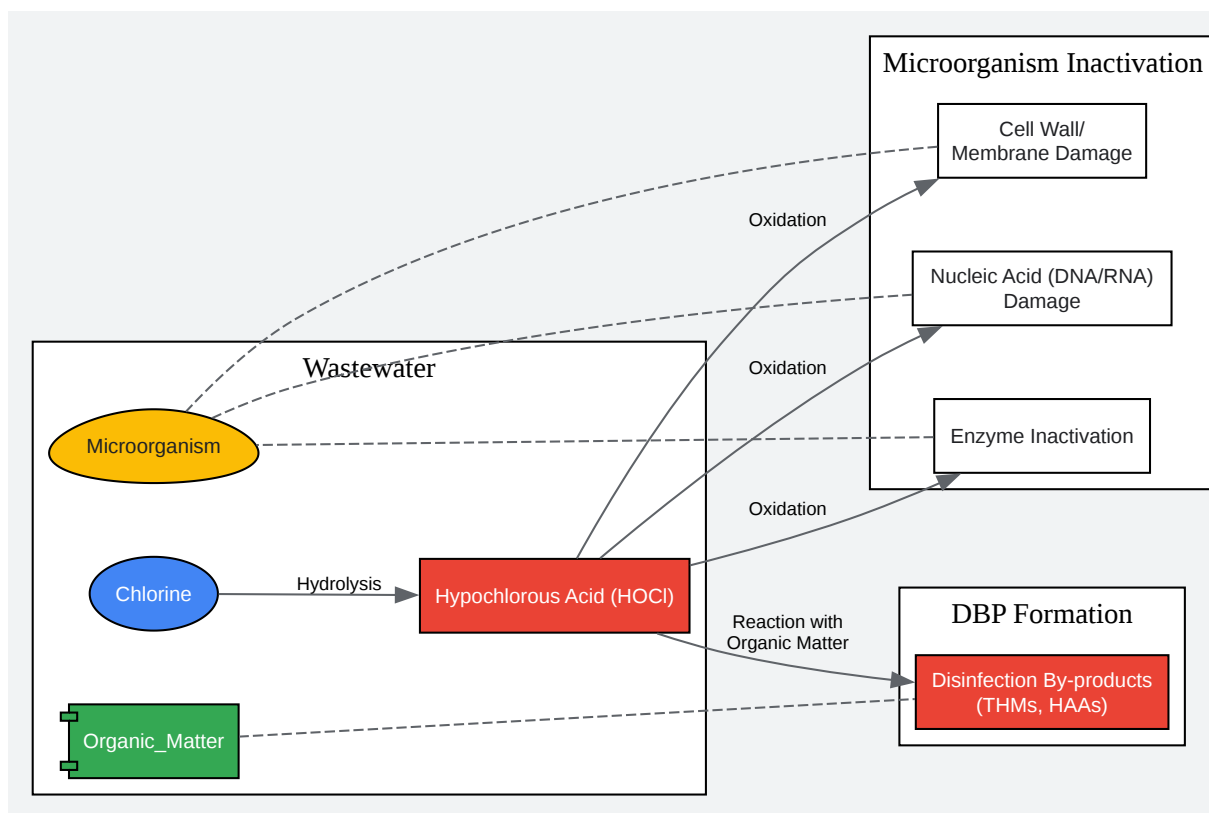 Microorganism Inactivation
Cell Wall/
Membrane Damage
Oxidation
Nucleic Acid (DNA/RNA)
Damage
Wastewater
Oxidation
Microorganism
Enzyme Inactivation
Oxidation
Chlorine
Hydrolysis
Hypochlorous Acid (HOCl)
Reaction with
Organic Matter
DBP Formation
Disinfection By-products
(THMs, HAAs)
Organic_Matter